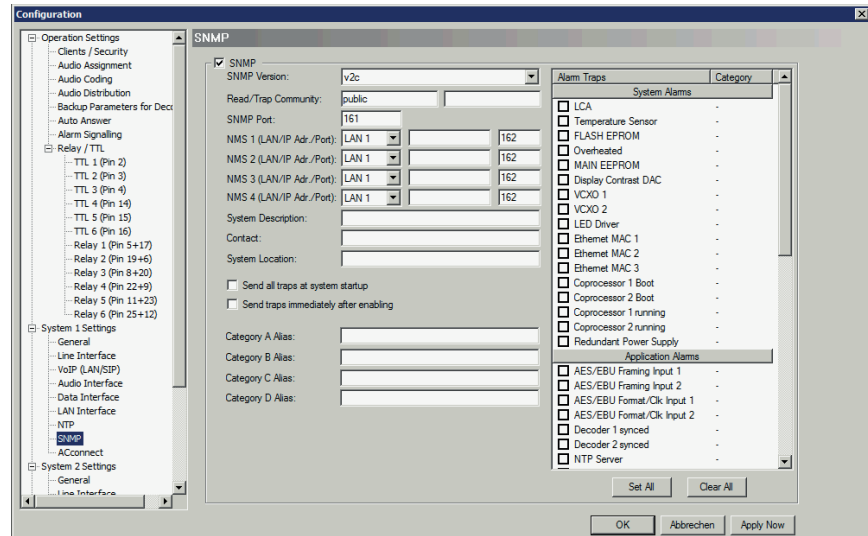 Configuration
Operation Settings
Clients / Security
Audio Assignment
Audio Coding
Audio Distribution
Backup Parameters for Deco
Auto Answer
Alarm Signalling
Relay / TTL
TTL 1 (Pin 2)
TTL 2 (Pin 3)
TTL 3 (Pin 4)
TTL 4 (Pin 14)
TTL 5 (Pin 15)
TTL 6 (Pin 16)
Relay 1 (Pin 5+17)
Relay 2 (Pin 19+6)
Relay 3 (Pin 8+20)
Relay 4 (Pin 22+9)
Relay 5 (Pin 11+23)
Relay 6 (Pin 25+12)
System 1 Settings
General
Line Interface
VoIP (LAN/SIP)
Audio Interface
Data Interface
LAN Interface
NTP
SNMP
ACconnect
System 2 Settings
General
Line Interface
SNMP
SNMP
SNMP Version: v2c
Read/Trap Community: public
SNMP Port: 161
NMS 1 (LAN/IP Adr./Port): LAN 1 162
NMS 2 (LAN/IP Adr./Port): LAN 1 162
NMS 3 (LAN/IP Adr./Port): LAN 1 162
NMS 4 (LAN/IP Adr./Port): LAN 1 162
System Description:
Contact:
System Location:
Send all traps at system startup
Send traps immediately after enabling
Category A Alias:
Category B Alias:
Category C Alias:
Category D Alias:
Alarm Traps Category
System Alarms
LCA -
Temperature Sensor -
FLASH EPROM -
Overheated -
MAIN EEPROM -
Display Contrast DAC -
VCXO 1 -
VCXO 2 -
LED Driver -
Ethernet MAC 1 -
Ethernet MAC 2 -
Ethernet MAC 3 -
Coprocessor 1 Boot -
Coprocessor 2 Boot -
Coprocessor 1 running -
Coprocessor 2 running -
Redundant Power Supply -
Application Alarms
AES/EBU Framing Input 1 -
AES/EBU Framing Input 2 -
AES/EBU Format/Clk Input 1 -
AES/EBU Format/Clk Input 2 -
Decoder 1 synced -
Decoder 2 synced -
NTP Server -
Set All Clear All
OK Abbrechen Apply Now